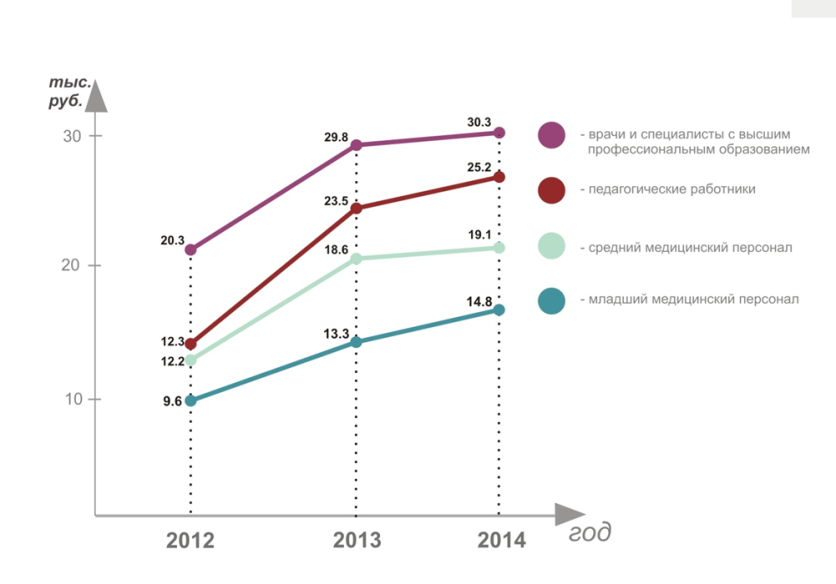 тыс.
руб.
30
20
10
20.3
12.3
12.2
9.6
29.8
23.5
18.6
13.3
30.3
25.2
19.1
14.8
- врачи и специалисты с высшим
профессиональным образованием
- педагогические работники
- средний медицинский персонал
- младший медицинский персонал
2012
2013
2014
год